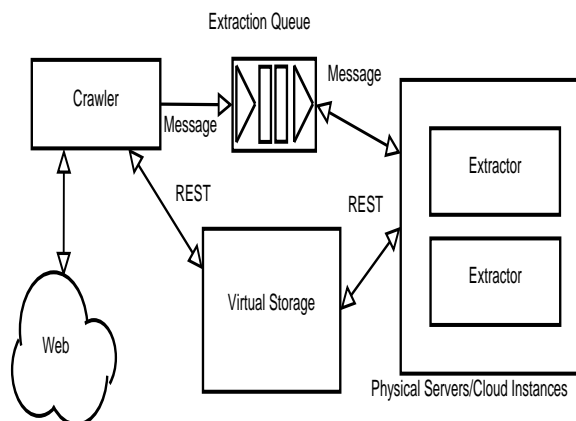 Extraction Queue
Crawler
Message
Message
Extractor
REST
REST
Extractor
Virtual Storage
Web
Physical Servers/Cloud Instances